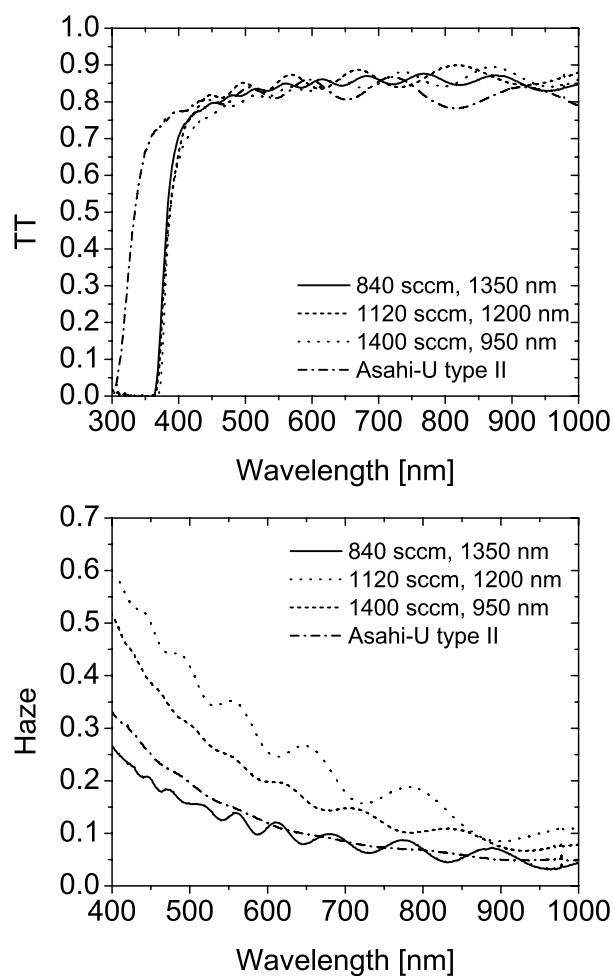 1.0
0.9
0.8
0.7
0.6
0.5
0.4
0.3
0.2
0.1
0.0
TT
840 sccm, 1350 nm
1120 sccm, 1200 nm
1400 sccm, 950 nm
Asahi-U type II
300 400 500 600 700 800 900 1000
Wavelength [nm]
0.7
0.6
0.5
0.4
0.3
0.2
0.1
0.0
Haze
840 sccm, 1350 nm
1120 sccm, 1200 nm
1400 sccm, 950 nm
Asahi-U type II
400 500 600 700 800 900 1000
Wavelength [nm]